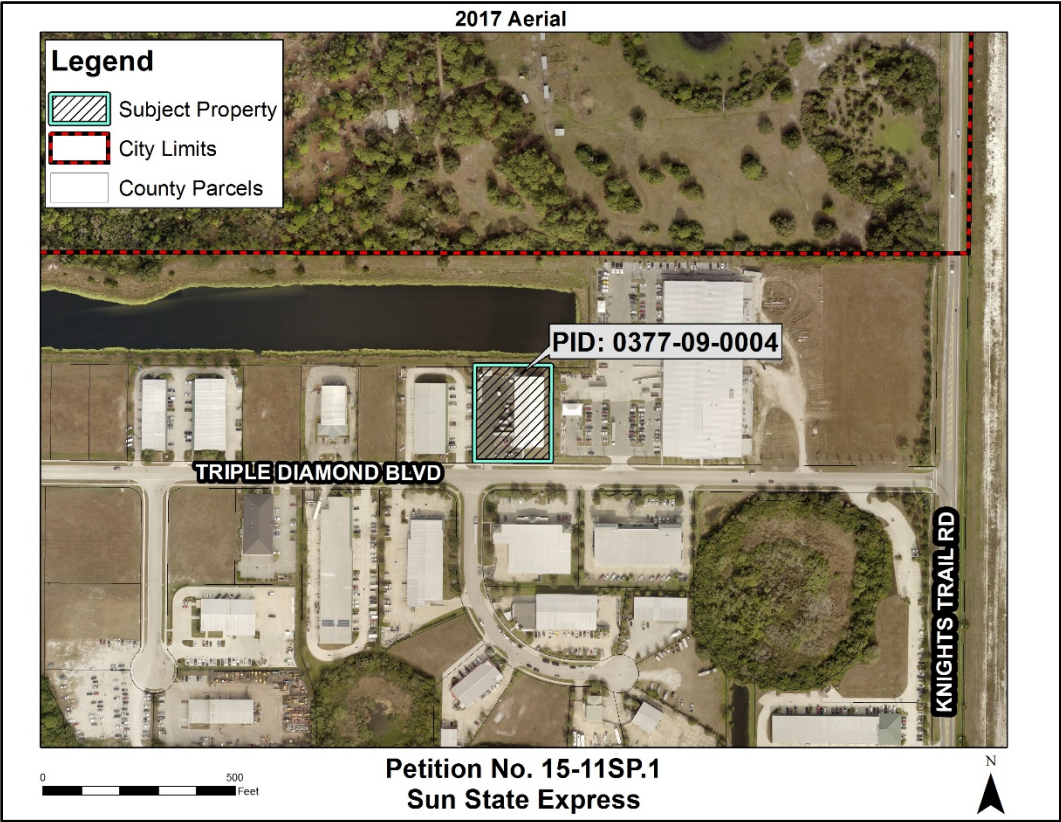 2017 Aerial
Legend
Subject Property
City Limits
County Parcels
PID: 0377-09-0004
TRIPLE DIAMOND BLVD
KNIGHTS TRAIL RD
0 500
Feet
Petition No. 15-11SP.1
Sun State Express
N